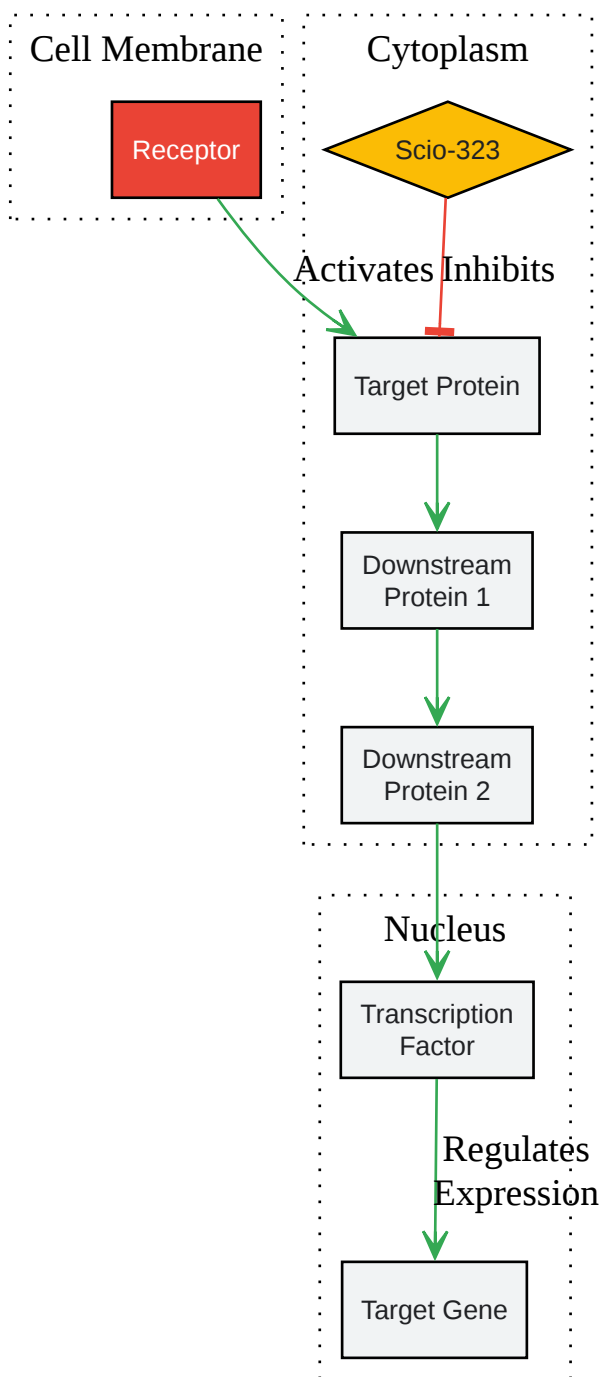 Cell Membrane
Cytoplasm
Receptor
Scio-323
Activates
Inhibits
Target Protein
Downstream
Protein 1
Downstream
Protein 2
Nucleus
Transcription
Factor
Regulates
Expression
Target Gene